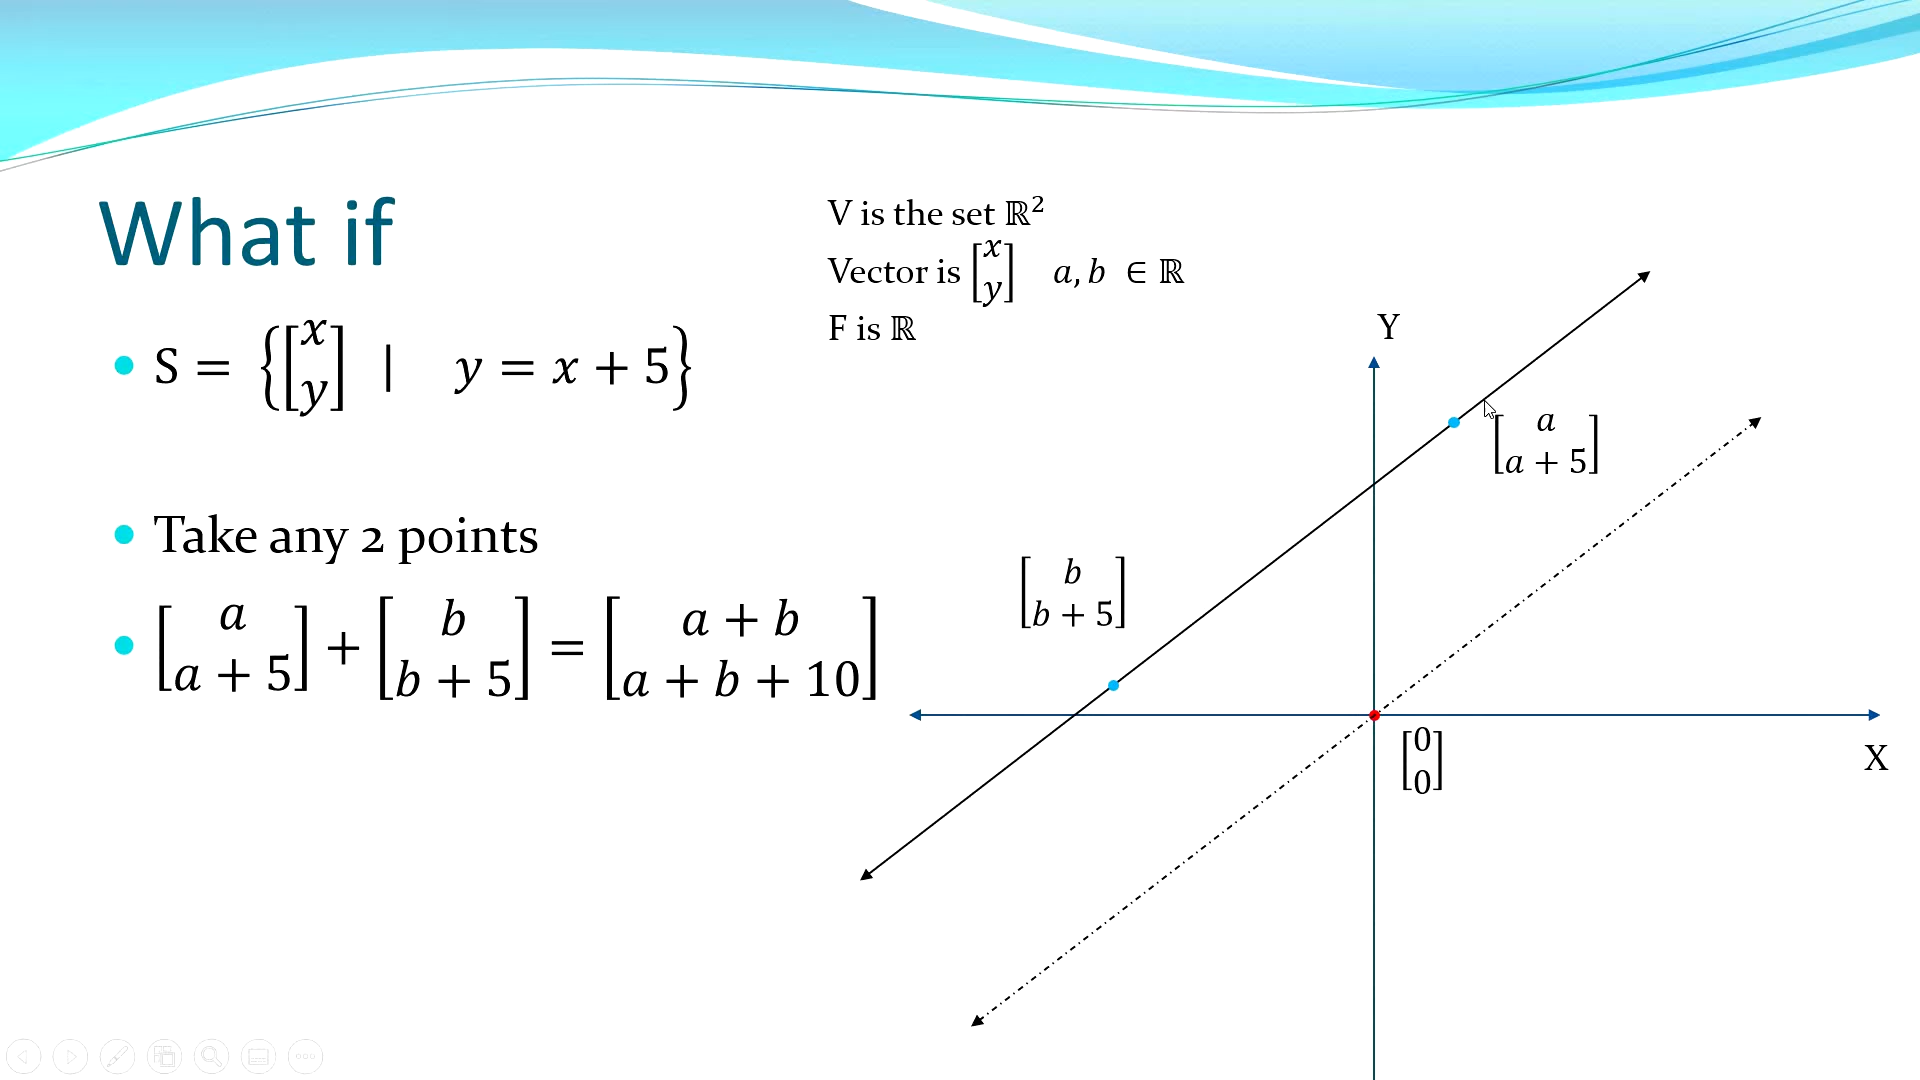 What if
V is the set ℝ²
Vector is [x y] a, b ∈ ℝ
F is ℝ
• S = {[x y] | y = x + 5}
• Take any 2 points
• [a a + 5] + [b b + 5] = [a + b a + b + 10]
Y
[a a + 5]
[b b + 5]
[0 0]
X